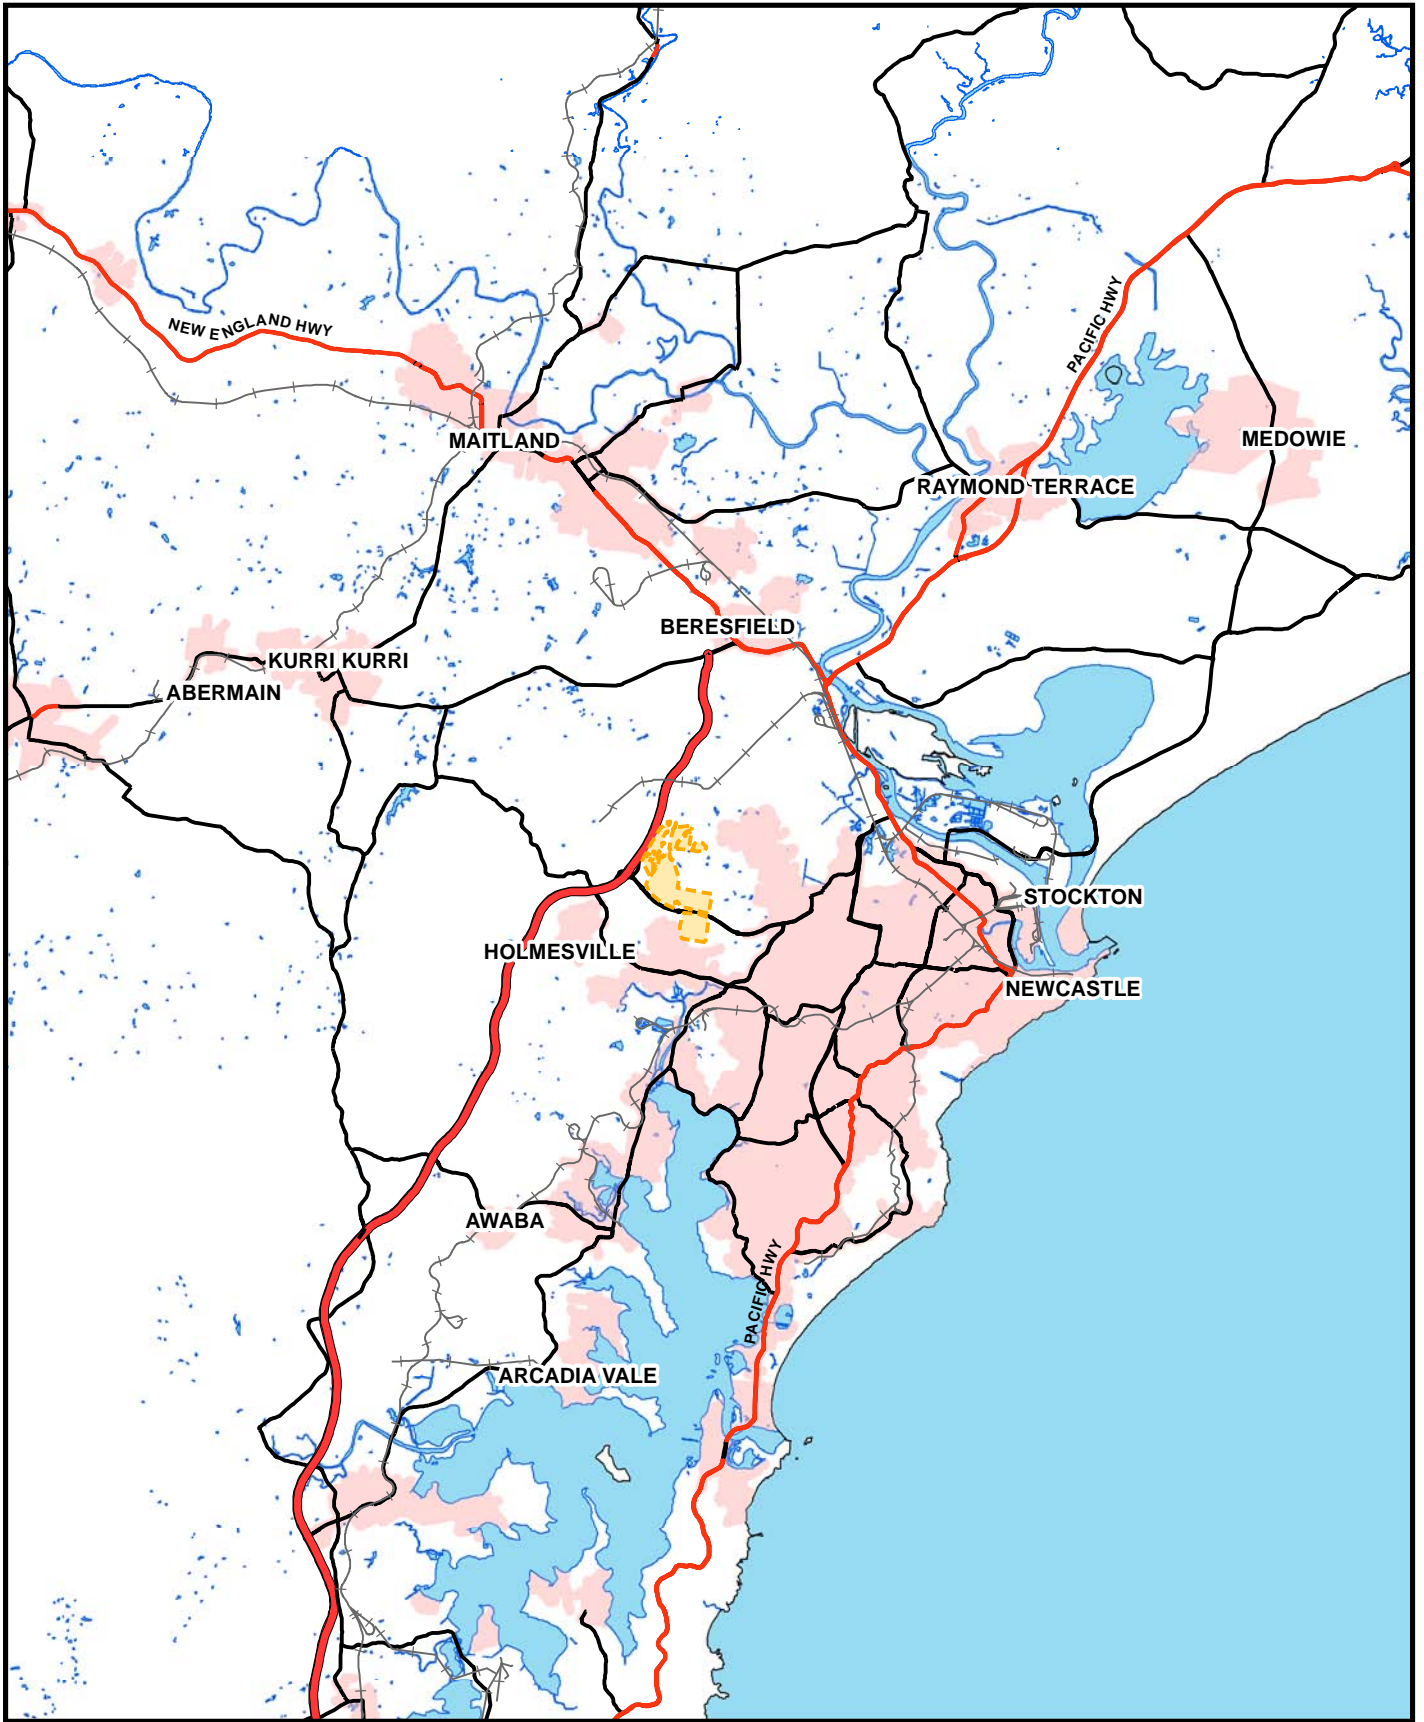 NEW ENGLAND HWY
PACIFIC HWY
MAITLAND
MEDOWIE
RAYMOND TERRACE
BERESFIELD
KURRI KURRI
ABERMAIN
STOCKTON
HOLMESVILLE
NEWCASTLE
AWABA
PACIFIC HWY
ARCADIA VALE